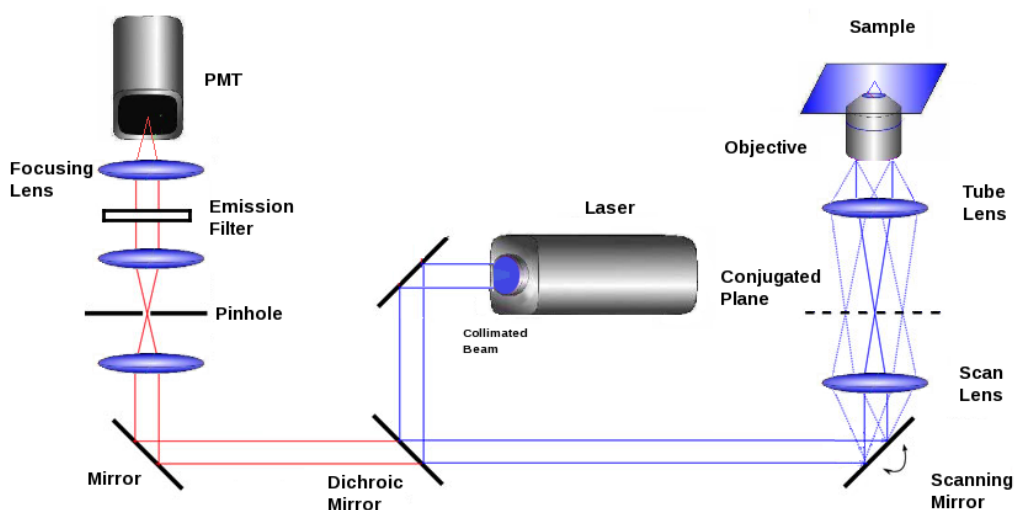 Sample
PMT
Objective
Focusing
Lens
Emission
Filter
Laser
Tube
Lens
Conjugated
Plane
Pinhole
Collimated
Beam
Scan
Lens
Mirror
Dichroic
Mirror
Scanning
Mirror